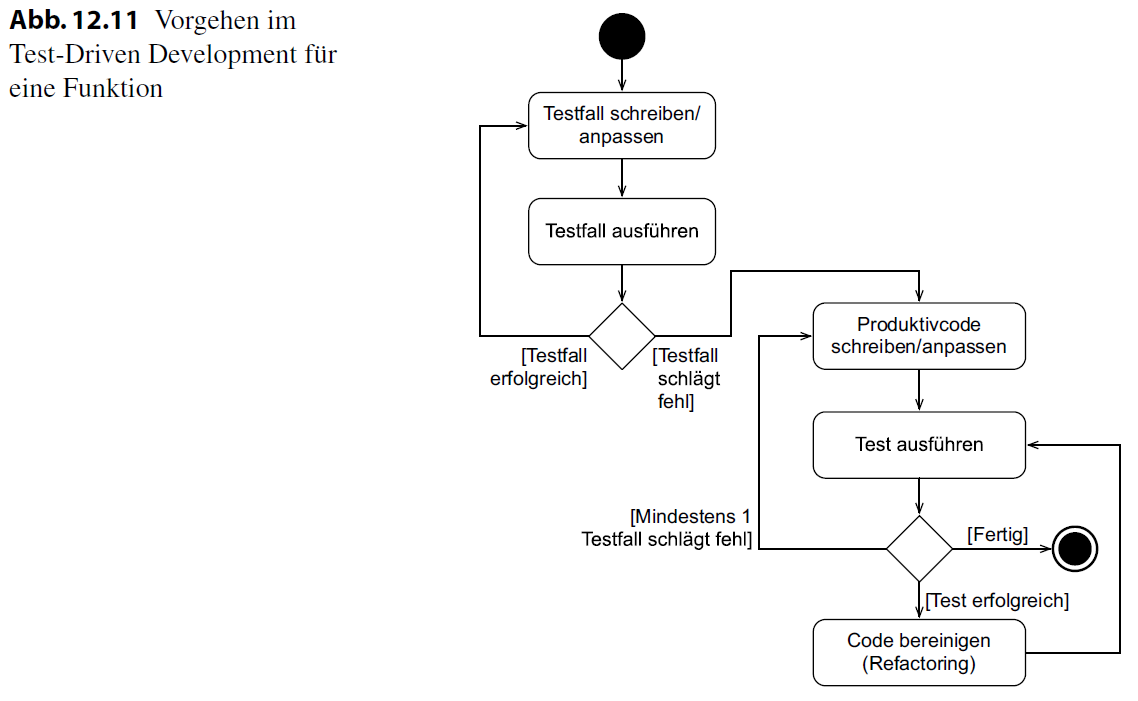 Abb. 12.11 Vorgehen im
Test-Driven Development für
eine Funktion
Testfall schreiben/
anpassen
Testfall ausführen
[Testfall
erfolgreich]
[Testfall
schlägt
fehl]
Produktivcode
schreiben/anpassen
Test ausführen
[Mindestens 1
Testfall schlägt fehl]
[Fertig]
[Test erfolgreich]
Code bereinigen
(Refactoring)